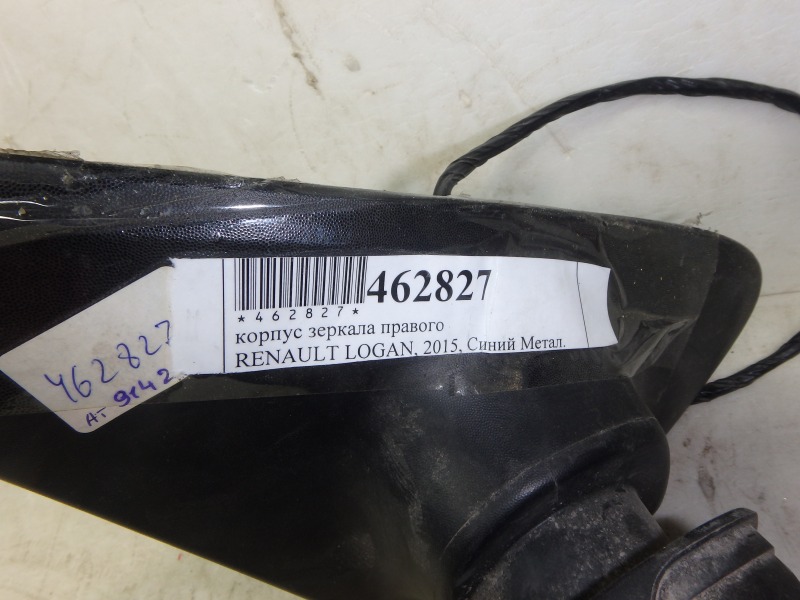 462827
*462827*
корпус зеркала правого
RENAULT LOGAN, 2015, Синий Метал.
462827
АТ 9142